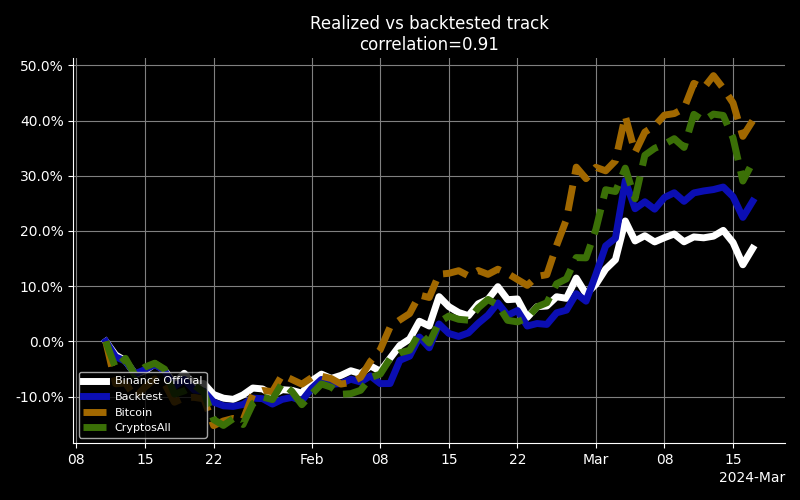 Realized vs backtested track
correlation=0.91
50.0%
40.0%
30.0%
20.0%
10.0%
0.0%
-10.0%
Binance Official
Backtest
Bitcoin
CryptosAll
08 15 22 Feb 08 15 22 Mar 08 15
2024-Mar